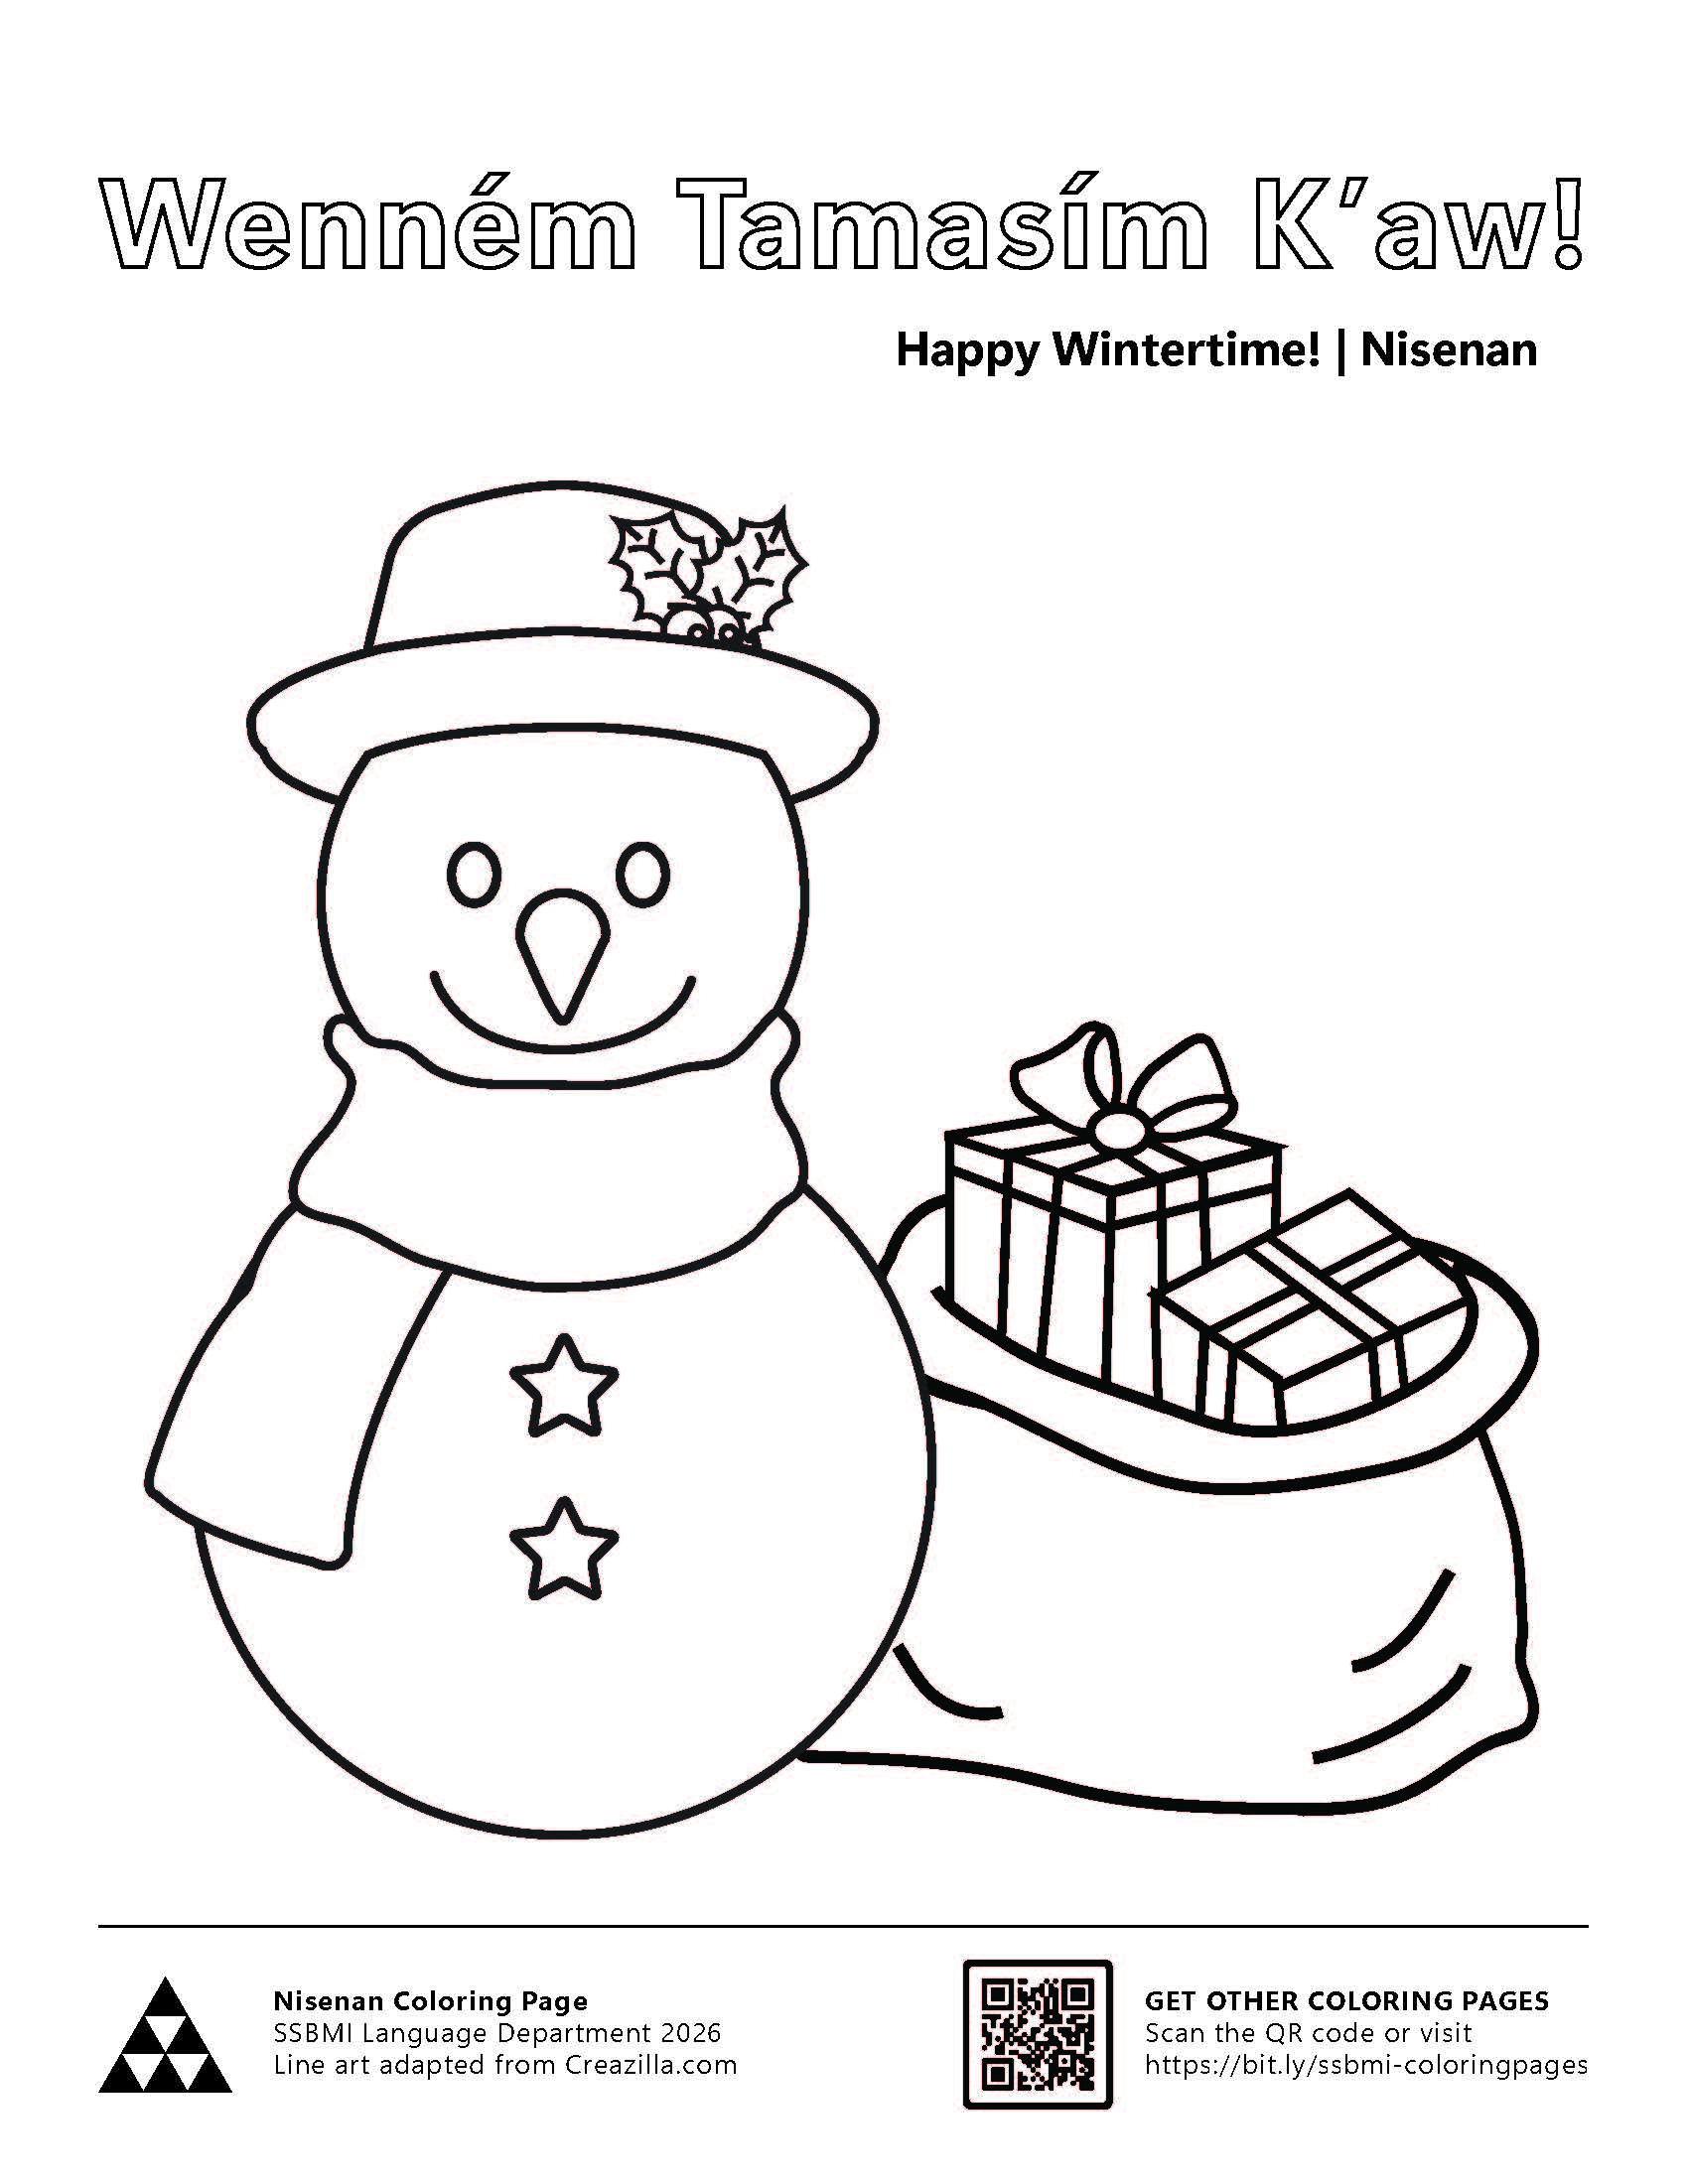 Wenném Tamasím K'aw!
Happy Wintertime! | Nisenan
Nisenan Coloring Page
SSBMI Language Department 2026
Line art adapted from Creazilla.com
GET OTHER COLORING PAGES
Scan the QR code or visit
https://bit.ly/ssbmi-coloringpages